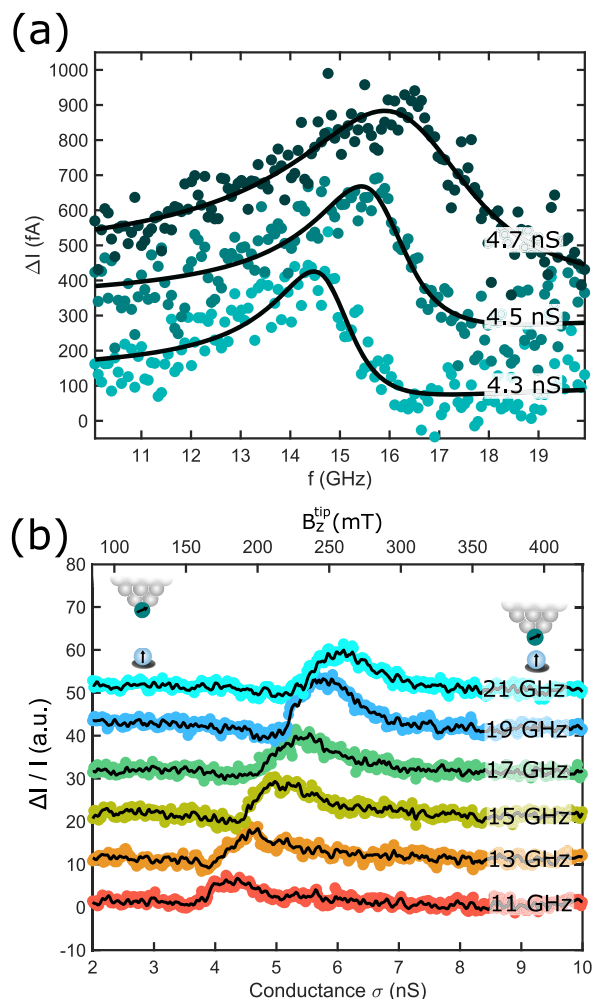 (a)
1000
900
800
700
600
500
400
300
200
100
0
ΔI (fA)
4.7 nS
4.5 nS
4.3 nS
11 12 13 14 15 16 17 18 19
f (GHz)
(b)
B_z^tip (mT)
100 150 200 250 300 350 400
80
70
60
50
40
30
20
10
0
-10
ΔI / I (a.u.)
21 GHz
19 GHz
17 GHz
15 GHz
13 GHz
11 GHz
2 3 4 5 6 7 8 9 10
Conductance σ (nS)